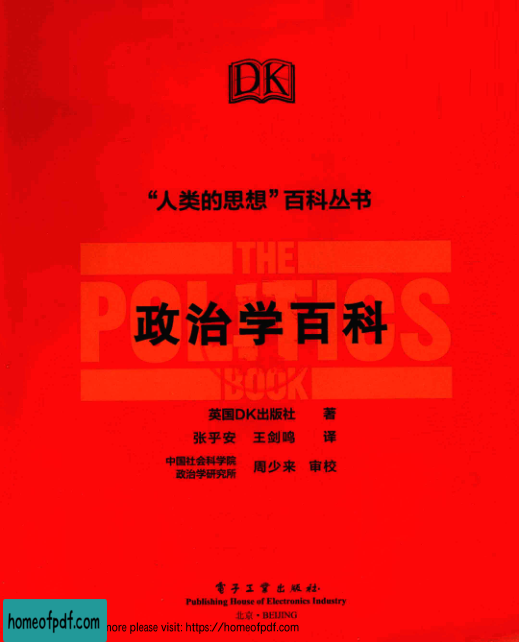 DK
“人类的思想”百科丛书
THE
POLITICS
政治学百科
BOOK
英国DK出版社 著
张乎安 王剑鸣 译
中国社会科学院
政治学研究所 周少来 审校
电子工业出版社
Publishing House of Electronics Industry
北京·BEIJING
homeofpdf.com
more please visit: https://homeofpdf.com